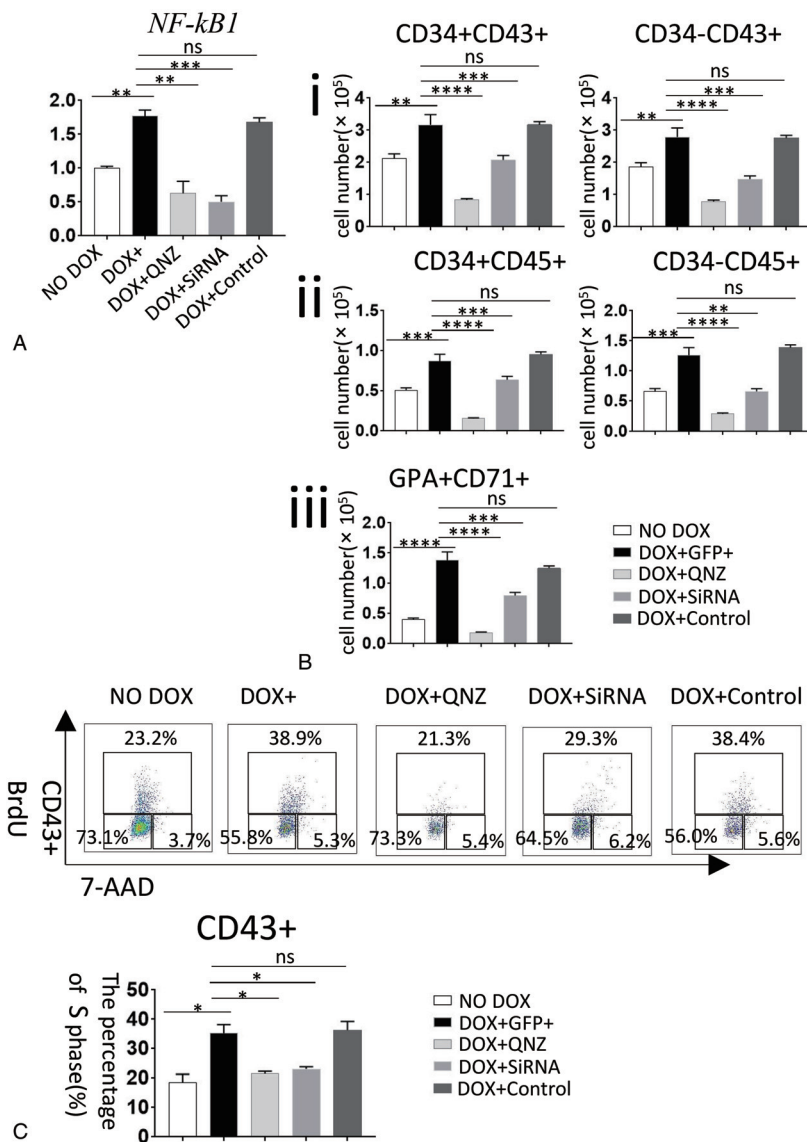 NF-kB1
ns
***
**
**
2.0
1.5
1.0
0.5
0.0
NO DOX
DOX+
DOX+QNZ
DOX+SiRNA
DOX+Control
A
i
CD34+CD43+
ns
***
****
**
cell number(× 10⁵)
4
3
2
1
0
CD34-CD43+
ns
***
****
**
cell number(× 10⁵)
4
3
2
1
0
ii
CD34+CD45+
ns
***
****
***
cell number(× 10⁵)
1.5
1.0
0.5
0.0
CD34-CD45+
ns
**
****
***
cell number(× 10⁵)
2.0
1.5
1.0
0.5
0.0
iii
GPA+CD71+
ns
***
****
****
cell number(× 10⁵)
2.0
1.5
1.0
0.5
0.0
NO DOX
DOX+GFP+
DOX+QNZ
DOX+SiRNA
DOX+Control
B
NO DOX
DOX+
DOX+QNZ
DOX+SiRNA
DOX+Control
CD43+
BrdU
23.2%
73.1%
3.7%
38.9%
55.8%
5.3%
21.3%
73.3%
5.4%
29.3%
64.5%
6.2%
38.4%
56.0%
5.6%
7-AAD
CD43+
ns
*
*
*
The percentage
of S phase(%)
50
40
30
20
10
0
NO DOX
DOX+GFP+
DOX+QNZ
DOX+SiRNA
DOX+Control
C